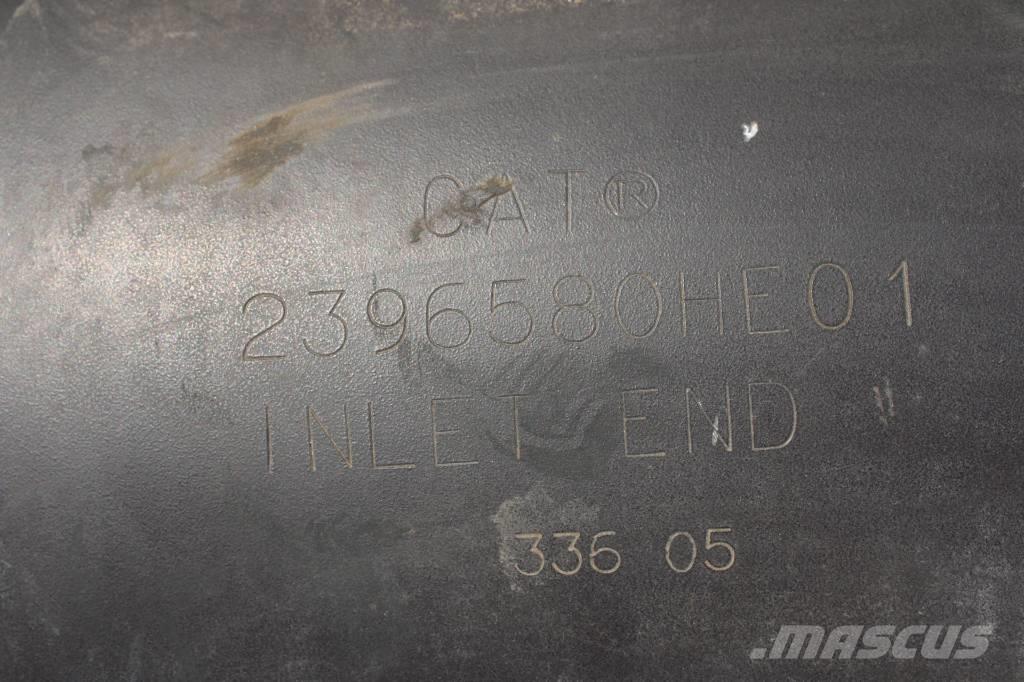 CAT®
2396580HE01
INLET END
336 05
.MASCUS